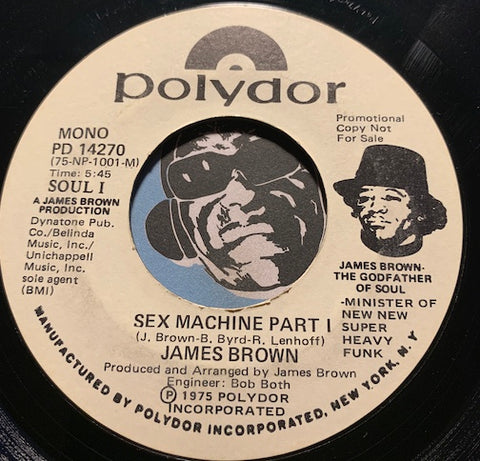 polydor
MONO
PD 14270
(75-NP-1001-M)
Time: 5:45
SOUL I
A JAMES BROWN
PRODUCTION
Dynatone Pub.
Co./Belinda
Music, Inc./
Unichappell
Music, Inc.
sole agent
(BMI)
Promotional
Copy Not
For Sale
JAMES BROWN-
THE GODFATHER
OF SOUL
-MINISTER OF
NEW NEW
SUPER
HEAVY
FUNK
SEX MACHINE PART I
(J. Brown-B. Byrd-R. Lenhoff)
JAMES BROWN
Produced and Arranged by James Brown
Engineer: Bob Both
Ⓟ 1975 POLYDOR
INCORPORATED
MANUFACTURED BY POLYDOR INCORPORATED, NEW YORK, N.Y